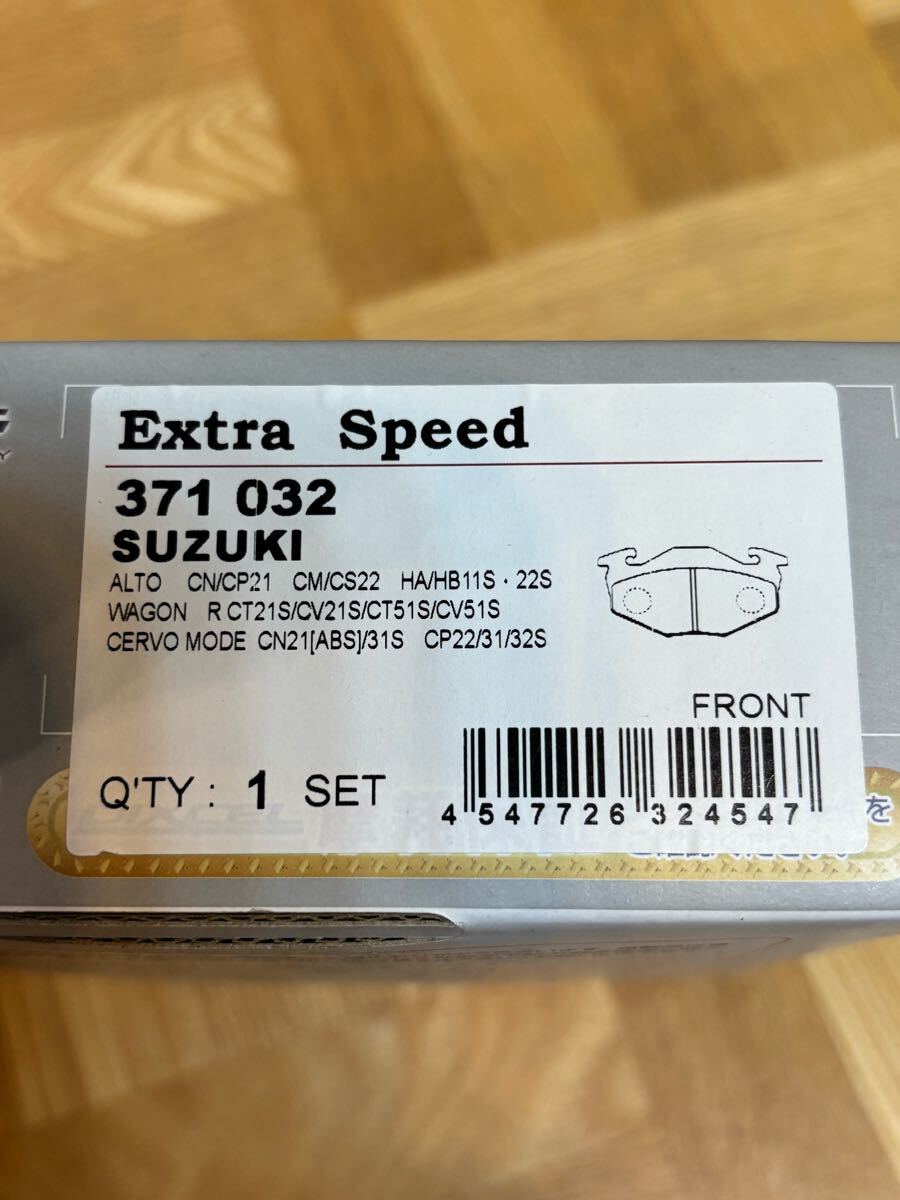 Extra Speed
371 032
SUZUKI
ALTO CN/CP21 CM/CS22 HA/HB11S・22S
WAGON R CT21S/CV21S/CT51S/CV51S
CERVO MODE CN21[ABS]/31S CP22/31/32S
FRONT
Q'TY : 1 SET
4 547726 324547
を